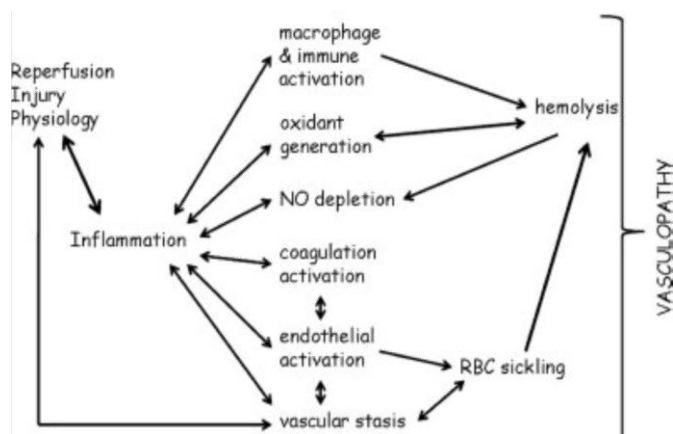 macrophage
& immune
activation
Reperfusion
Injury
Physiology
hemolysis
oxidant
generation
NO depletion
Inflammation
coagulation
activation
endothelial
activation
RBC sickling
vascular stasis
VASCULOPATHY